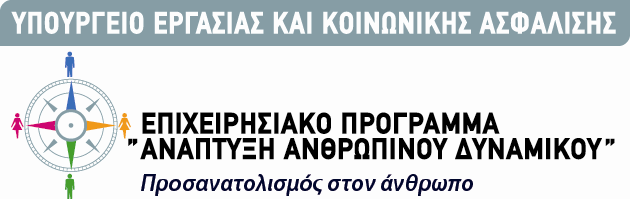 ΥΠΟΥΡΓΕΙΟ ΕΡΓΑΣΙΑΣ ΚΑΙ ΚΟΙΝΩΝΙΚΗΣ ΑΣΦΑΛΙΣΗΣ
ΕΠΙΧΕΙΡΗΣΙΑΚΟ ΠΡΟΓΡΑΜΜΑ
”ΑΝΑΠΤΥΞΗ ΑΝΘΡΩΠΙΝΟΥ ΔΥΝΑΜΙΚΟΥ”
Προσανατολισμός στον άνθρωπο